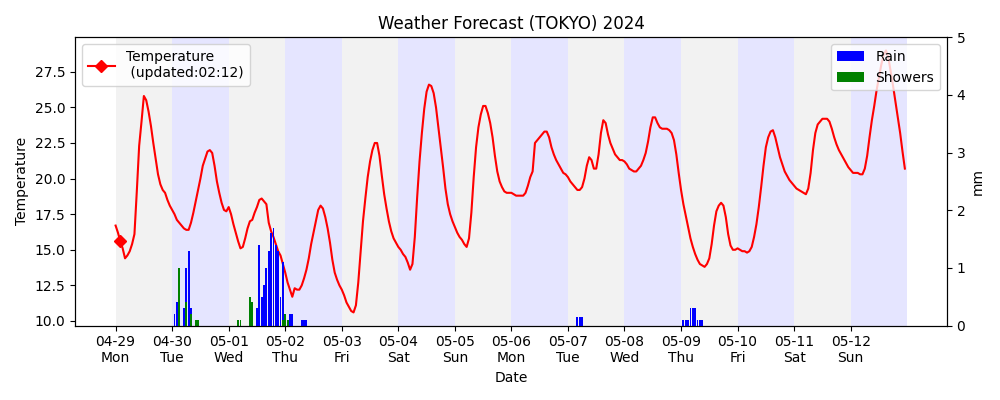 Weather Forecast (TOKYO) 2024
Temperature
(updated:02:12)
Rain
Showers
Temperature
27.5
25.0
22.5
20.0
17.5
15.0
12.5
10.0
5
4
3
2
1
0
mm
04-29 04-30 05-01 05-02 05-03 05-04 05-05 05-06 05-07 05-08 05-09 05-10 05-11 05-12
Mon Tue Wed Thu Fri Sat Sun Mon Tue Wed Thu Fri Sat Sun
Date